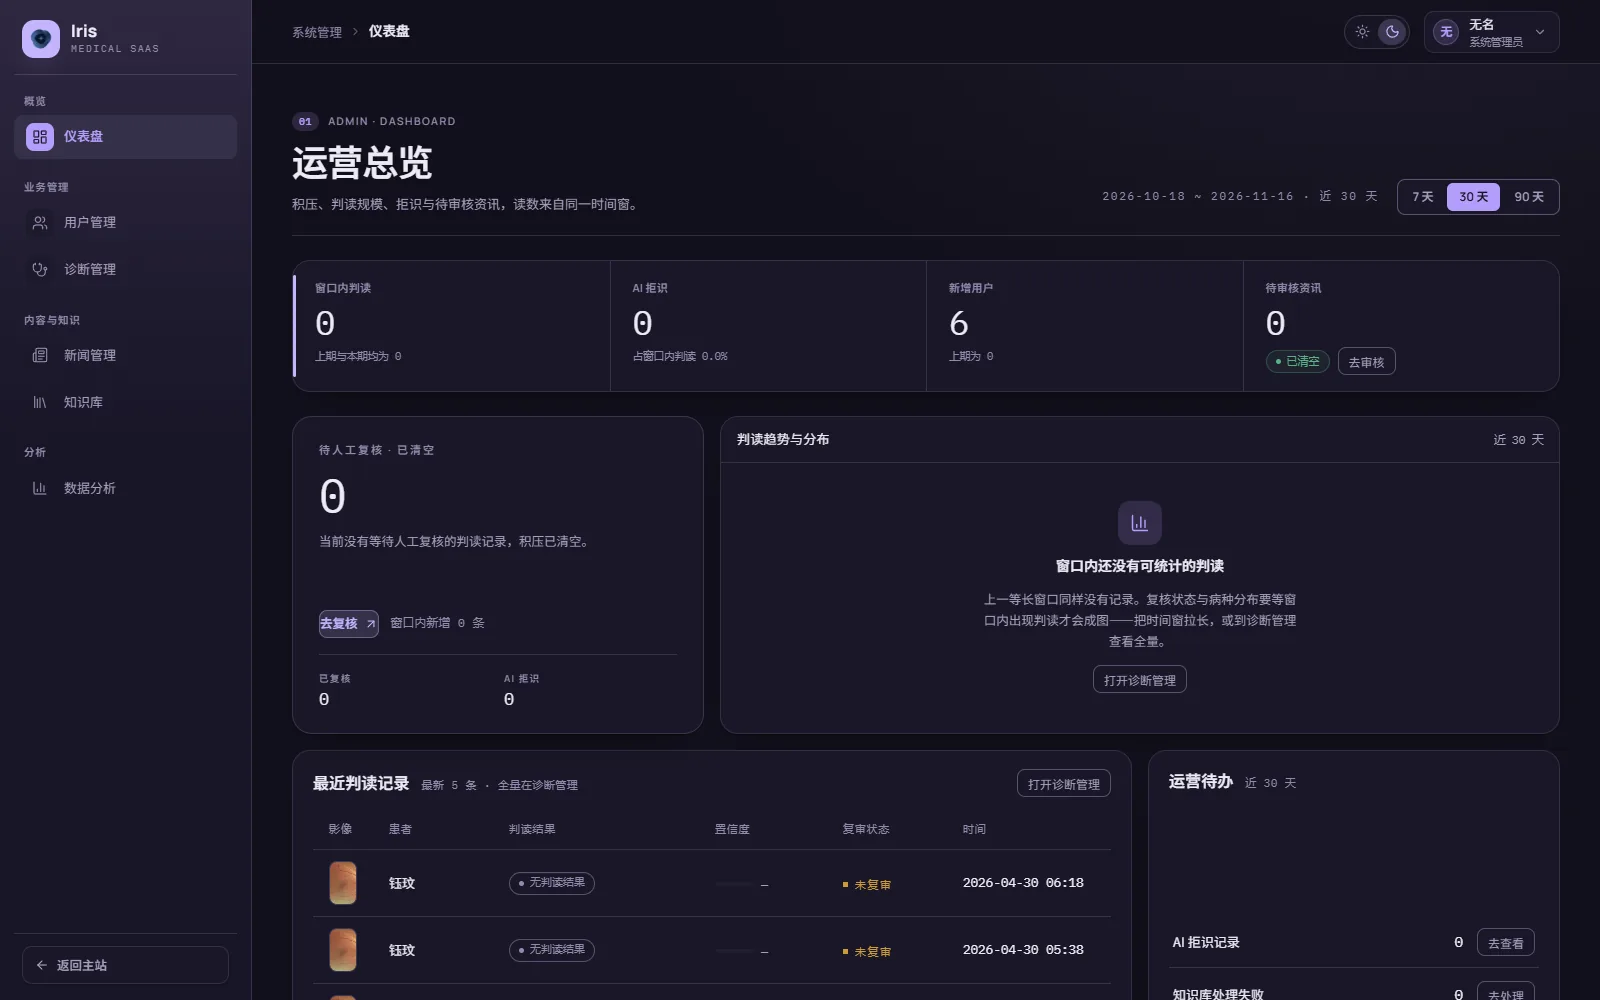 Iris
MEDICAL SAAS
概览
仪表盘
业务管理
用户管理
诊断管理
内容与知识
新闻管理
知识库
分析
数据分析
返回主站
系统管理 > 仪表盘
无
无名
系统管理员
01 ADMIN · DASHBOARD
运营总览
积压、判读规模、拒识与待审核资讯，读数来自同一时间窗。
2026-10-18 ~ 2026-11-16 · 近 30 天
7 天 30 天 90 天
窗口内判读
0
上期与本期均为 0
AI 拒识
0
占窗口内判读 0.0%
新增用户
6
上期为 0
待审核资讯
0
已清空 去审核
待人工复核 · 已清空
0
当前没有等待人工复核的判读记录，积压已清空。
去复核 窗口内新增 0 条
已复核 AI 拒识
0 0
判读趋势与分布 近 30 天
窗口内还没有可统计的判读
上一等长窗口同样没有记录。复核状态与病种分布要等窗
口内出现判读才会成图——把时间窗拉长，或到诊断管理
查看全量。
打开诊断管理
最近判读记录 最新 5 条 · 全量在诊断管理 打开诊断管理
影像 患者 判读结果 置信度 复审状态 时间
钰玟 无判读结果 — 未复审 2026-04-30 06:18
钰玟 无判读结果 — 未复审 2026-04-30 05:38
运营待办 近 30 天
AI 拒识记录 0 去查看
知识库处理失败 0 去处理